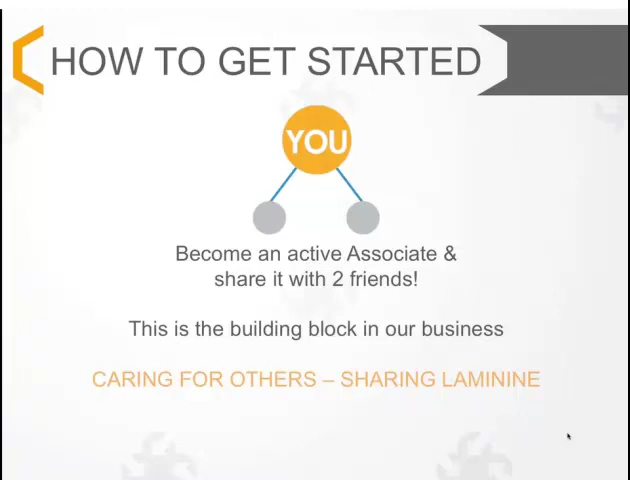 HOW TO GET STARTED
YOU
Become an active Associate &
share it with 2 friends!
This is the building block in our business
CARING FOR OTHERS – SHARING LAMININE